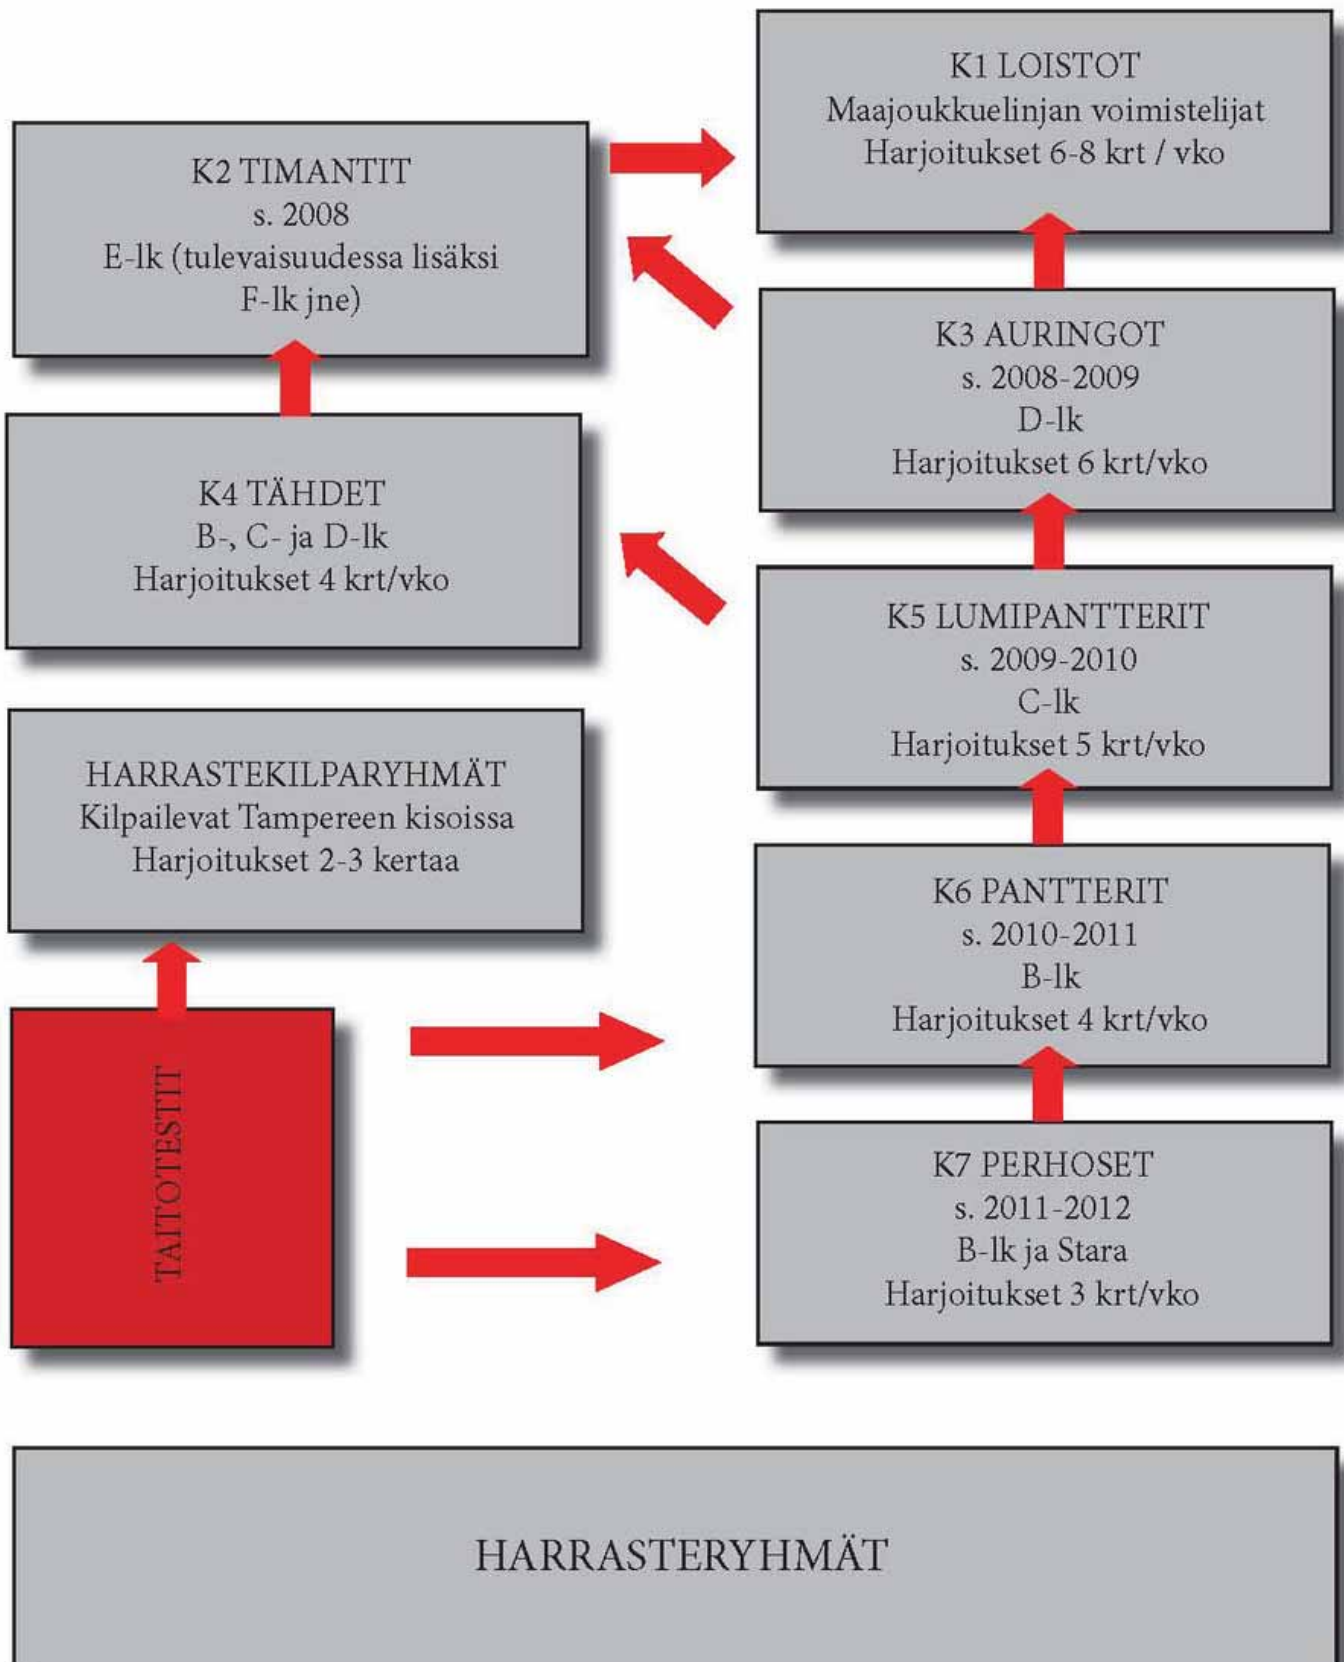 K1 LOISTOT
Maajoukkuelinjan voimistelijat
Harjoitukset 6-8 krt / vko
K2 TIMANTIT
s. 2008
E-lk (tulevaisuudessa lisäksi
F-lk jne)
K3 AURINGOT
s. 2008-2009
D-lk
Harjoitukset 6 krt/vko
K4 TÄHDET
B-, C- ja D-lk
Harjoitukset 4 krt/vko
K5 LUMIPANTTERIT
s. 2009-2010
C-lk
Harjoitukset 5 krt/vko
HARRASTEKILPARYHMÄT
Kilpailevat Tampereen kisoissa
Harjoitukset 2-3 kertaa
K6 PANTTERIT
s. 2010-2011
B-lk
Harjoitukset 4 krt/vko
TAITOTESTIT
K7 PERHOSET
s. 2011-2012
B-lk ja Stara
Harjoitukset 3 krt/vko
HARRASTERYHMÄT